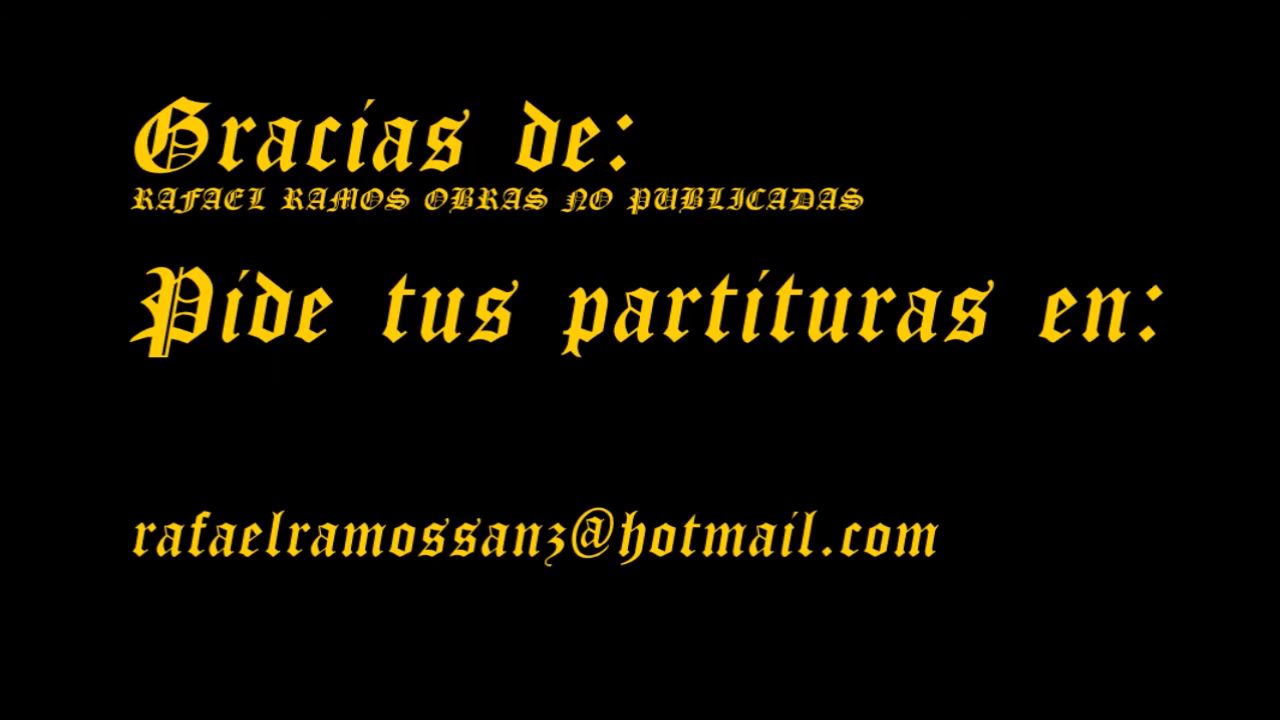 Gracias de:
RAFAEL RAMOS OBRAS NO PUBLICADAS
Pide tus partituras en:
rafaelramossanz@hotmail.com